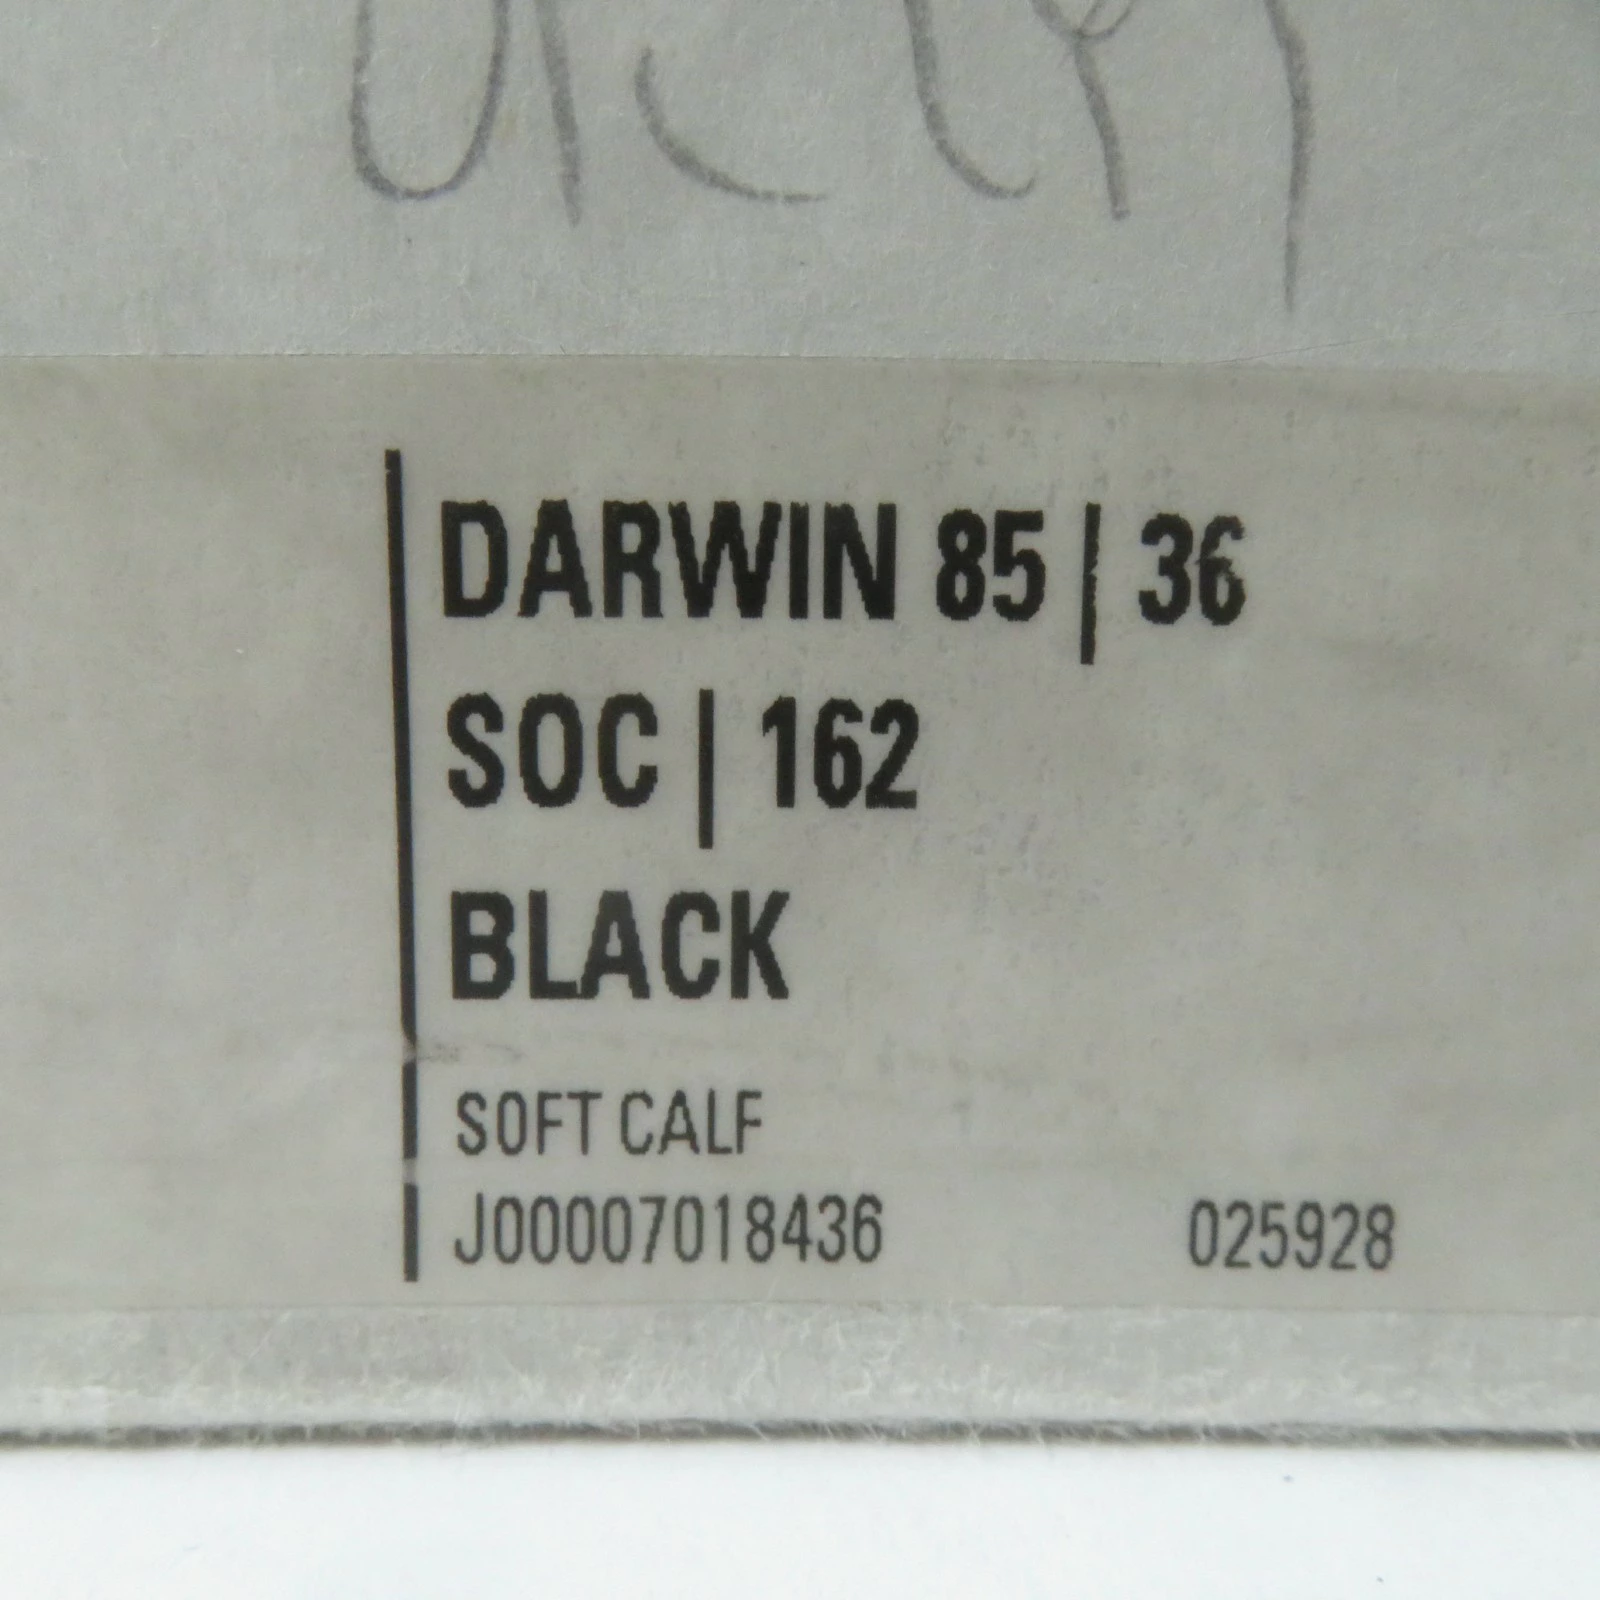 DARWIN 85 | 36
SOC | 162
BLACK
SOFT CALF
J00007018436 025928